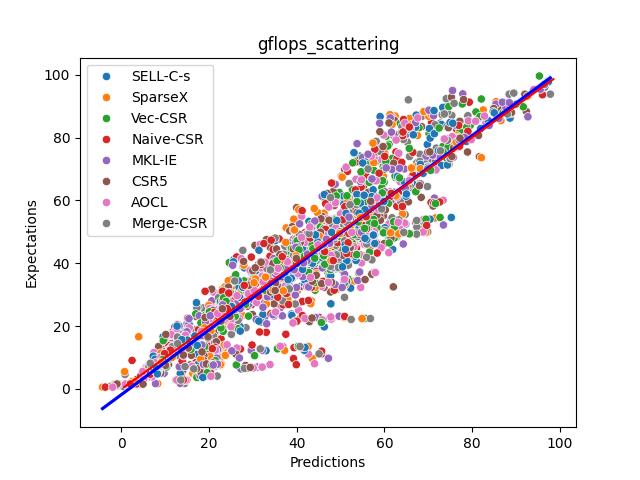 gflops_scattering
100
80
60
40
20
0
Expectations
SELL-C-s
SparseX
Vec-CSR
Naive-CSR
MKL-IE
CSR5
AOCL
Merge-CSR
0 20 40 60 80 100
Predictions